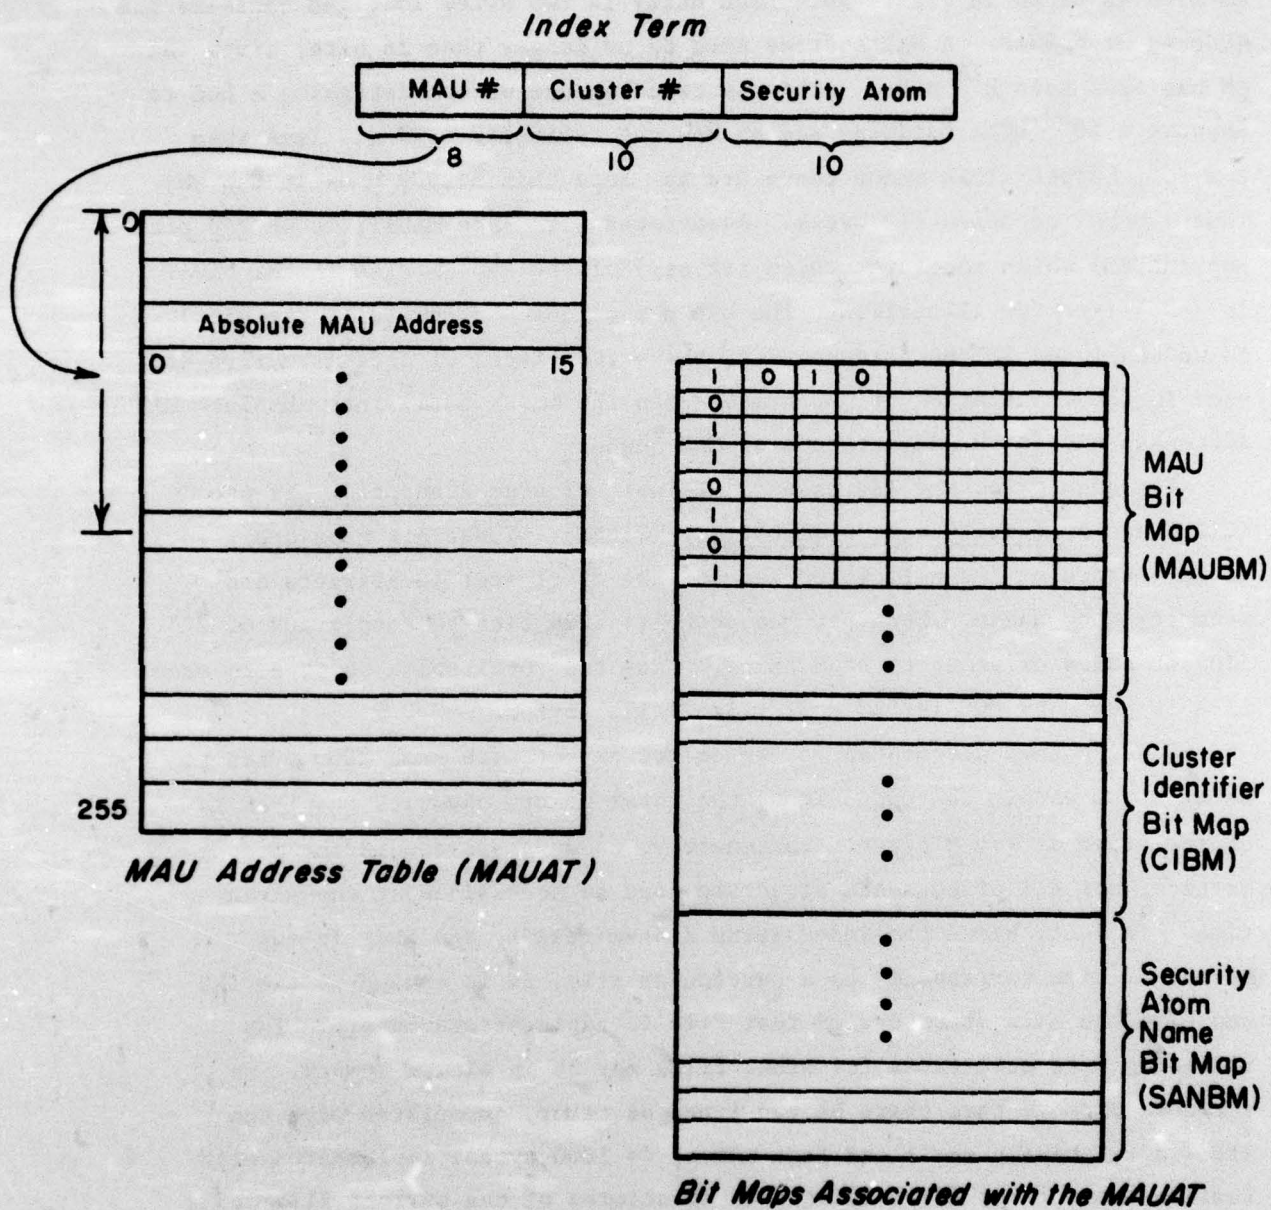 Index Term
MAU # Cluster # Security Atom
8 10 10
0
Absolute MAU Address
0 15
255
MAU Address Table (MAUAT)
1 0 1 0
0
1
1
0
1
0
1
MAU
Bit
Map
(MAUBM)
Cluster
Identifier
Bit Map
(CIBM)
Security
Atom
Name
Bit Map
(SANBM)
Bit Maps Associated with the MAUAT